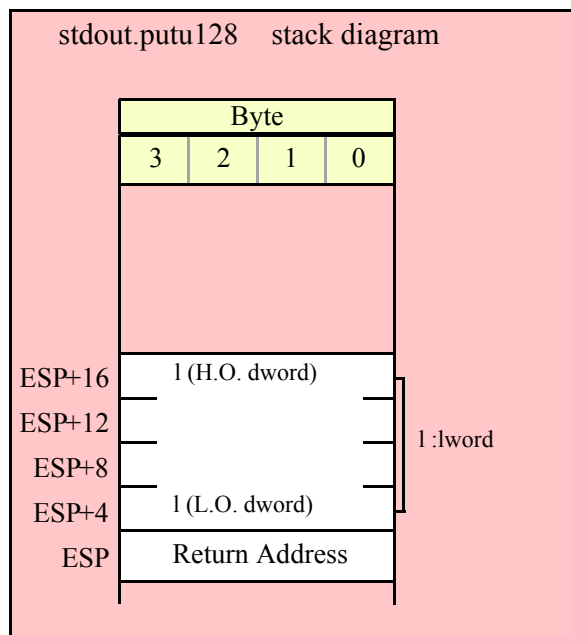 stdout.putu128 stack diagram
Byte
3 2 1 0
ESP+16 l (H.O. dword)
ESP+12
l :lword
ESP+8
ESP+4 l (L.O. dword)
ESP Return Address